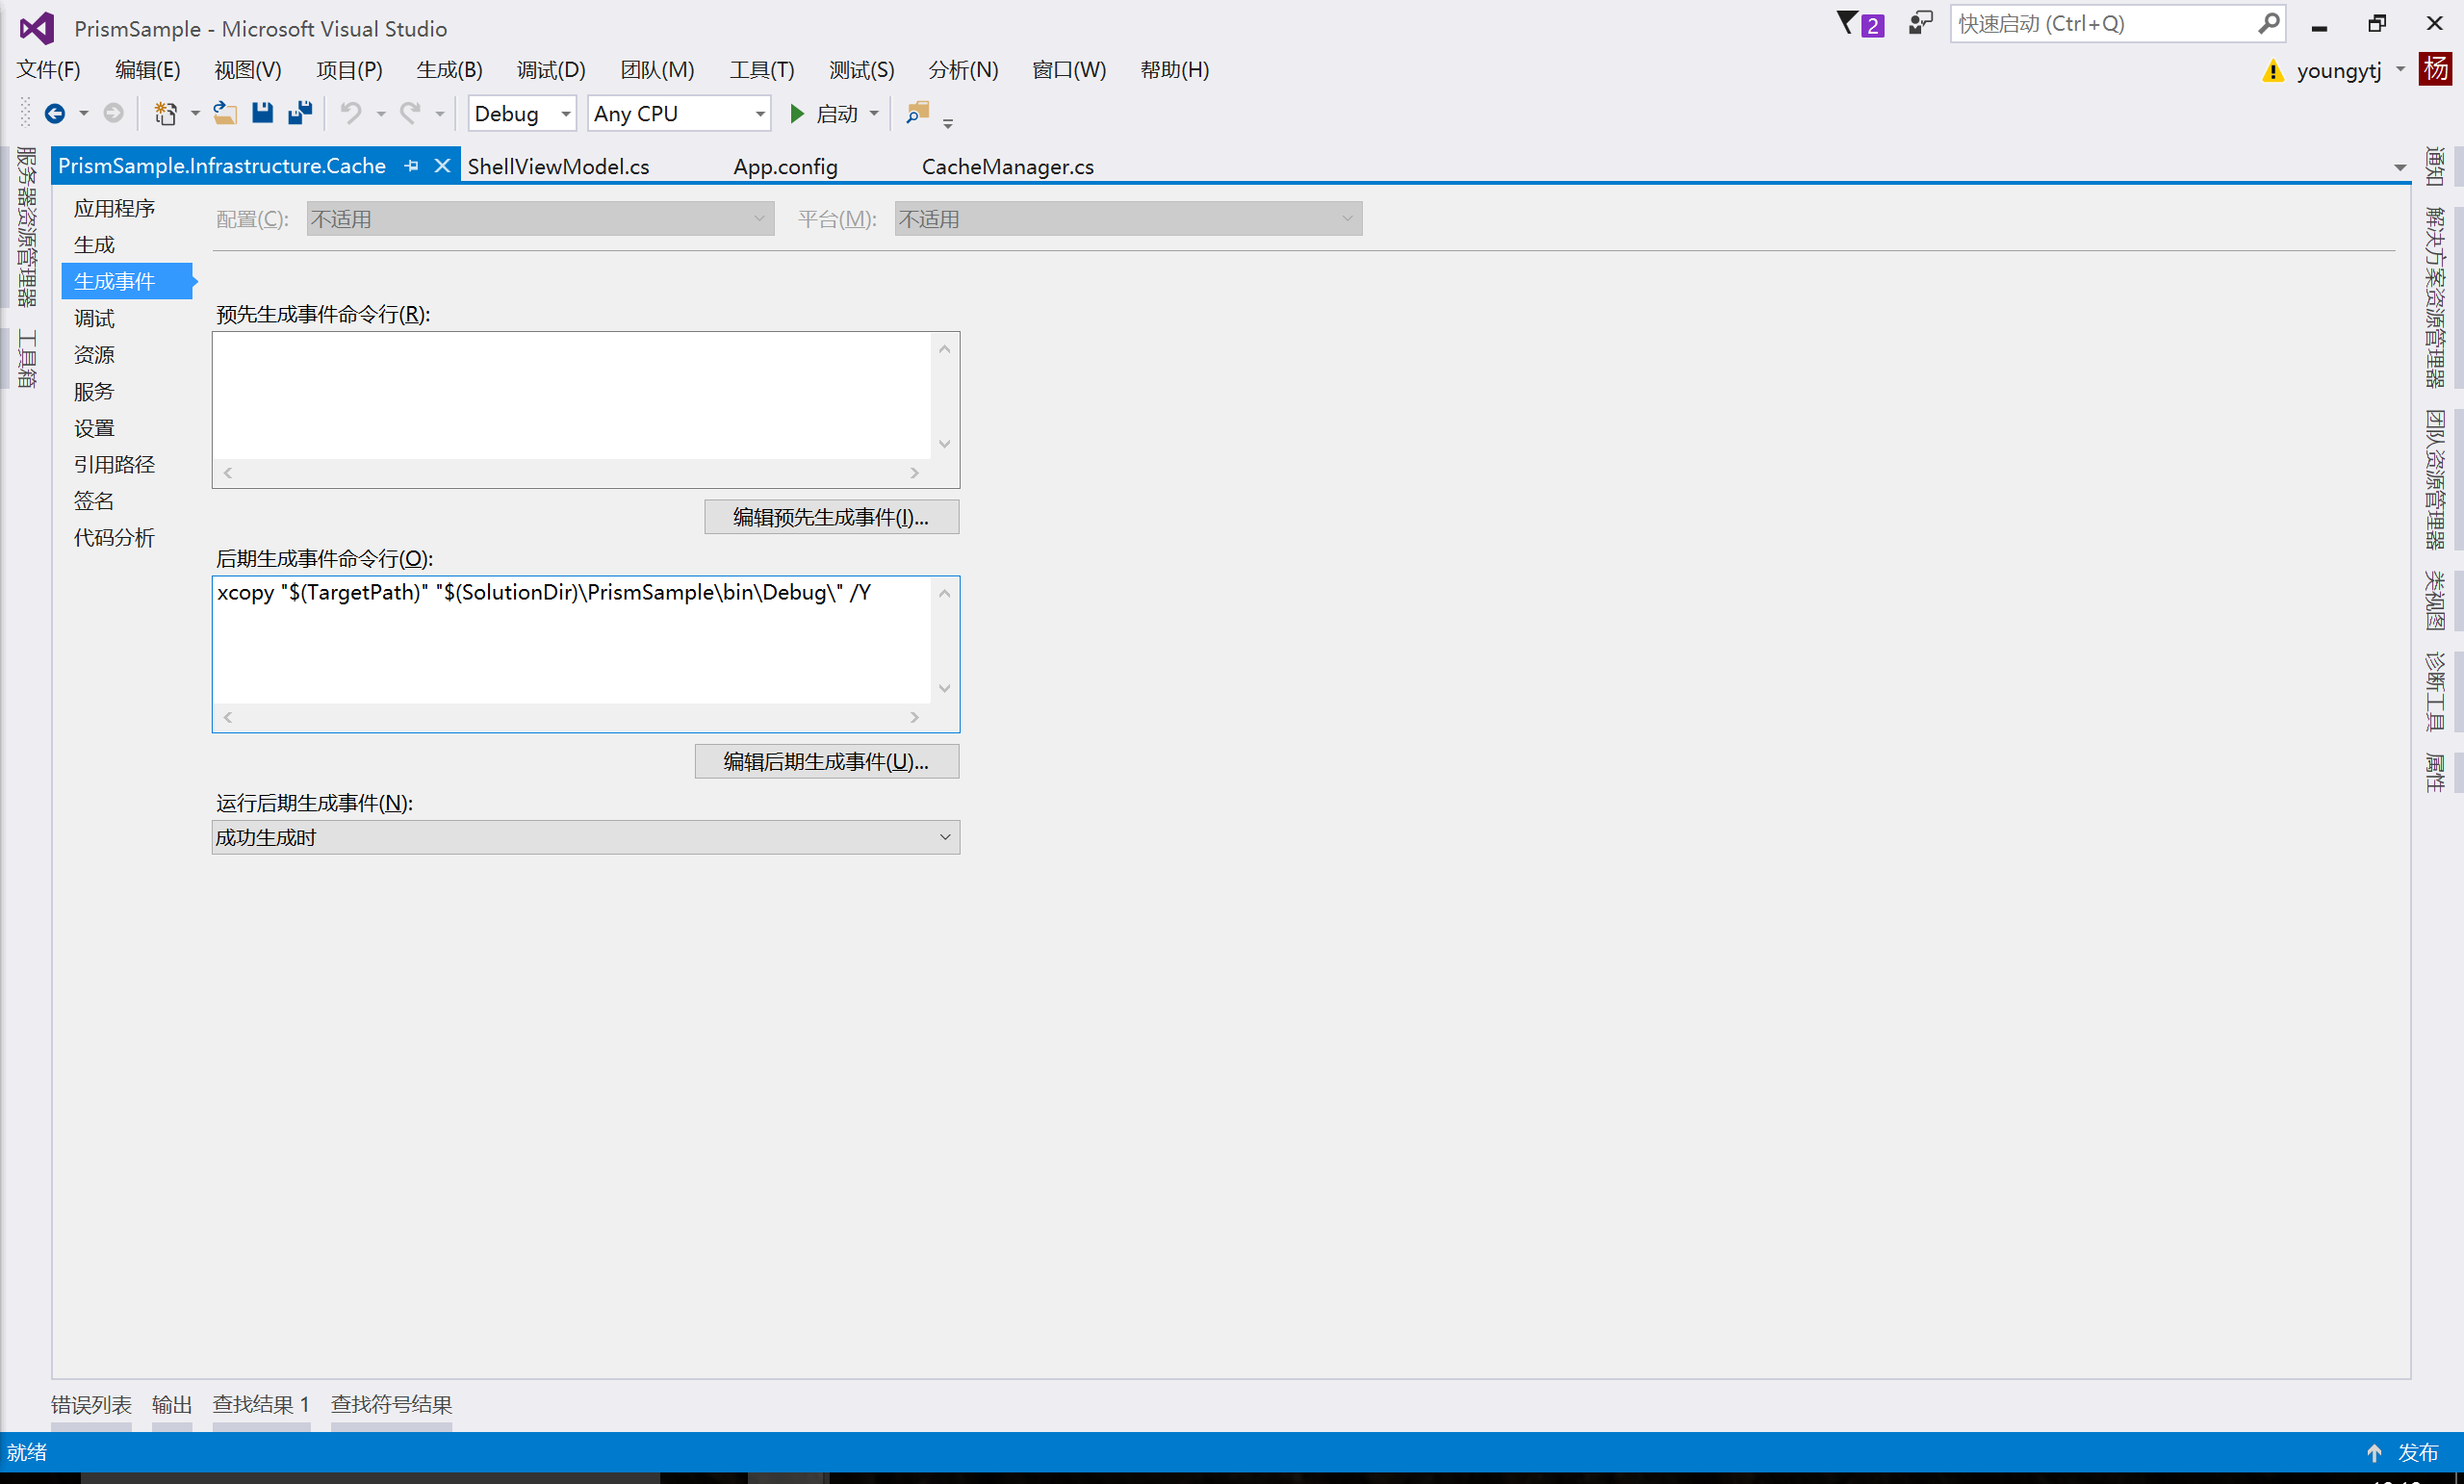 PrismSample - Microsoft Visual Studio
2
快速启动 (Ctrl+Q)
文件(F) 编辑(E) 视图(V) 项目(P) 生成(B) 调试(D) 团队(M) 工具(T) 测试(S) 分析(N) 窗口(W) 帮助(H)
youngytj
杨
Debug Any CPU 启动
PrismSample.Infrastructure.Cache ShellViewModel.cs App.config CacheManager.cs
服务器资源管理器
工具箱
应用程序
生成
生成事件
调试
资源
服务
设置
引用路径
签名
代码分析
配置(C): 不适用 平台(M): 不适用
预先生成事件命令行(R):
编辑预先生成事件(I)...
后期生成事件命令行(O):
xcopy "$(TargetPath)" "$(SolutionDir)\PrismSample\bin\Debug\" /Y
编辑后期生成事件(U)...
运行后期生成事件(N):
成功生成时
通知
解决方案资源管理器
团队资源管理器
类视图
诊断工具
属性
错误列表 输出 查找结果 1 查找符号结果
就绪
发布